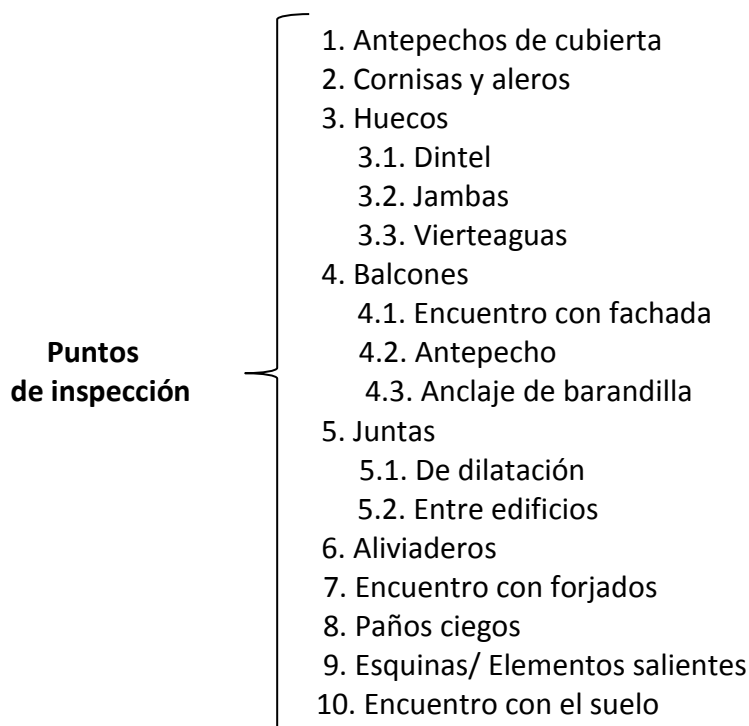 Puntos
de inspección
1. Antepechos de cubierta
2. Cornisas y aleros
3. Huecos
3.1. Dintel
3.2. Jambas
3.3. Vierteaguas
4. Balcones
4.1. Encuentro con fachada
4.2. Antepecho
4.3. Anclaje de barandilla
5. Juntas
5.1. De dilatación
5.2. Entre edificios
6. Aliviaderos
7. Encuentro con forjados
8. Paños ciegos
9. Esquinas/ Elementos salientes
10. Encuentro con el suelo